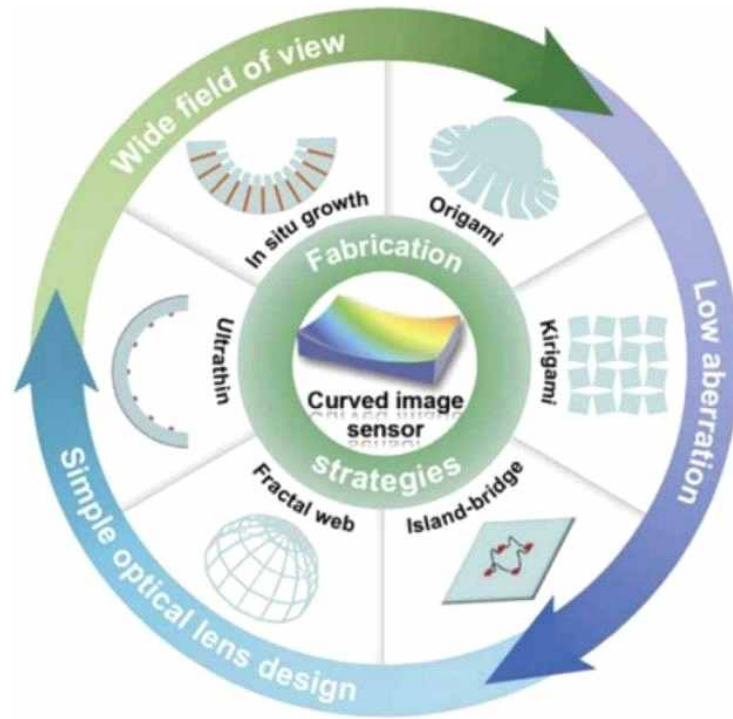 Wide field of view
Low aberration
Simple optical lens design
In situ growth
Origami
Kirigami
Island-bridge
Fractal web
Ultrathin
Fabrication
strategies
Curved image
sensor